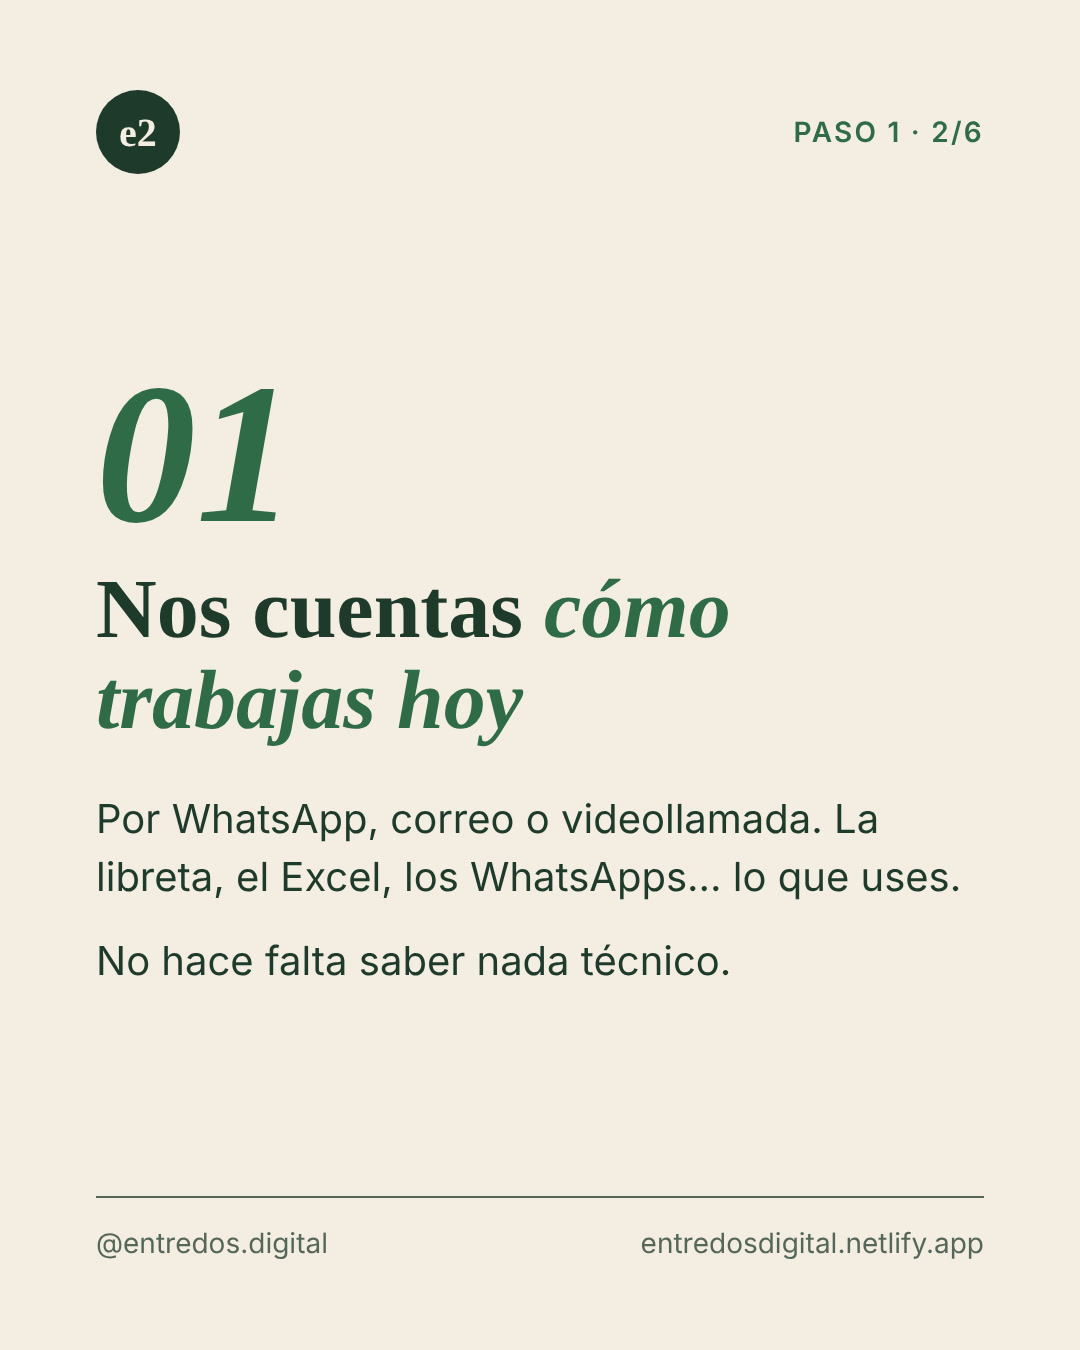 e2
PASO 1 · 2/6
01
Nos cuentas cómo
trabajas hoy
Por WhatsApp, correo o videollamada. La
libreta, el Excel, los WhatsApps... lo que uses.
No hace falta saber nada técnico.
@entredos.digital
entredosdigital.netlify.app